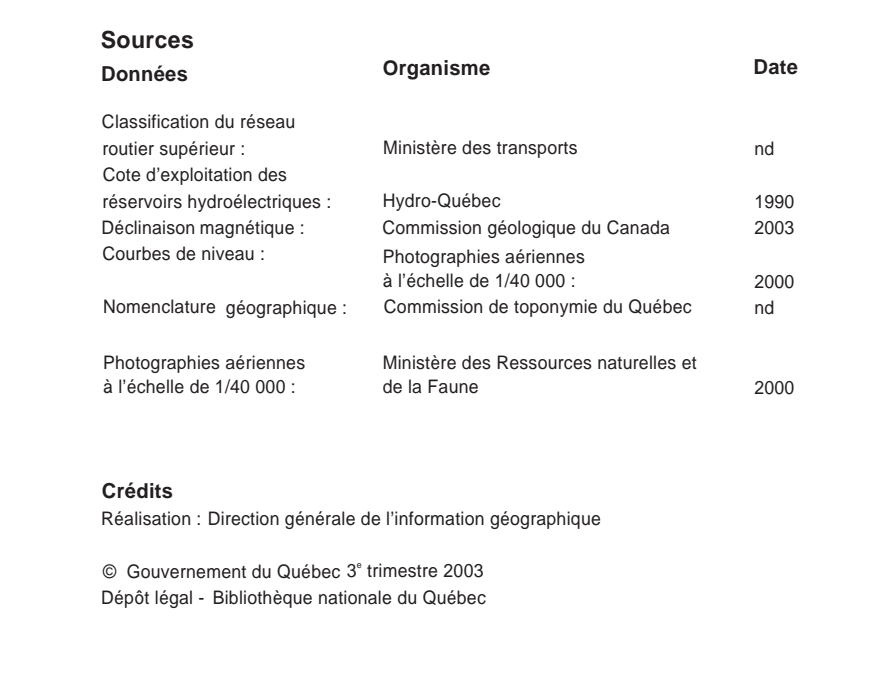 Sources
Données Organisme Date
Classification du réseau
routier supérieur : Ministère des transports nd
Cote d’exploitation des
réservoirs hydroélectriques : Hydro-Québec 1990
Déclinaison magnétique : Commission géologique du Canada 2003
Courbes de niveau : Photographies aériennes
à l’échelle de 1/40 000 : 2000
Nomenclature géographique : Commission de toponymie du Québec nd
Photographies aériennes Ministère des Ressources naturelles et
à l’échelle de 1/40 000 : de la Faune 2000
Crédits
Réalisation : Direction générale de l’information géographique
© Gouvernement du Québec 3e trimestre 2003
Dépôt légal - Bibliothèque nationale du Québec